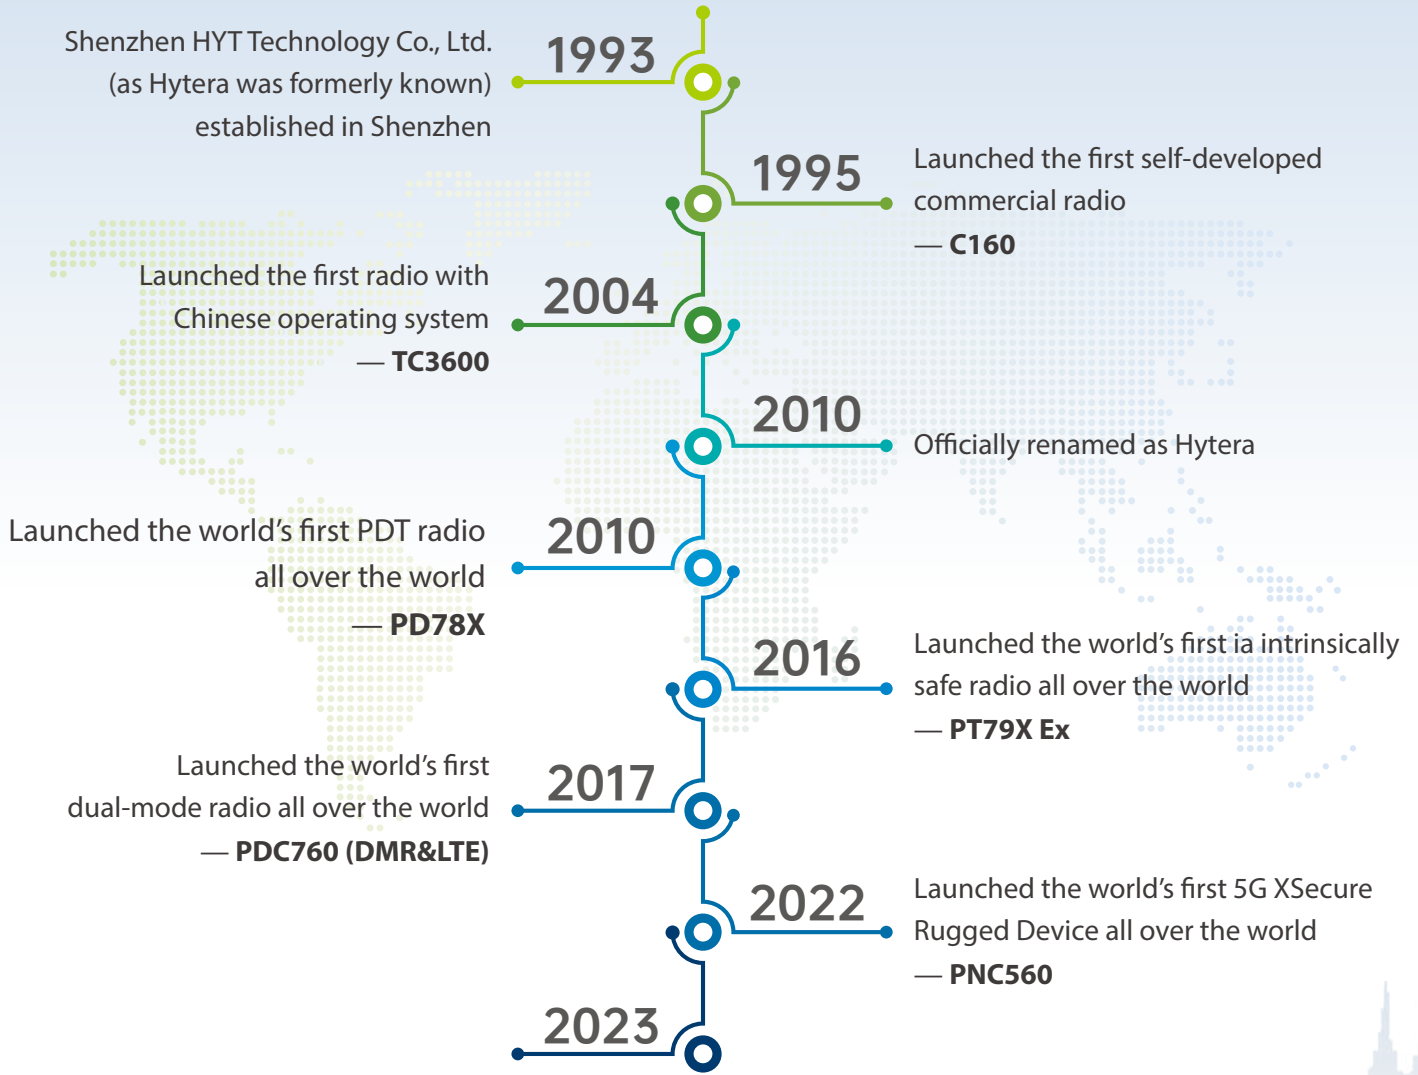 Shenzhen HYT Technology Co., Ltd.
(as Hytera was formerly known)
established in Shenzhen
1993
1995
Launched the first self-developed
commercial radio
— C160
Launched the first radio with
Chinese operating system
— TC3600
2004
2010
Officially renamed as Hytera
Launched the world’s first PDT radio
all over the world
— PD78X
2010
2016
Launched the world’s first ia intrinsically
safe radio all over the world
— PT79X Ex
Launched the world’s first
dual-mode radio all over the world
— PDC760 (DMR&LTE)
2017
2022
Launched the world’s first 5G XSecure
Rugged Device all over the world
— PNC560
2023